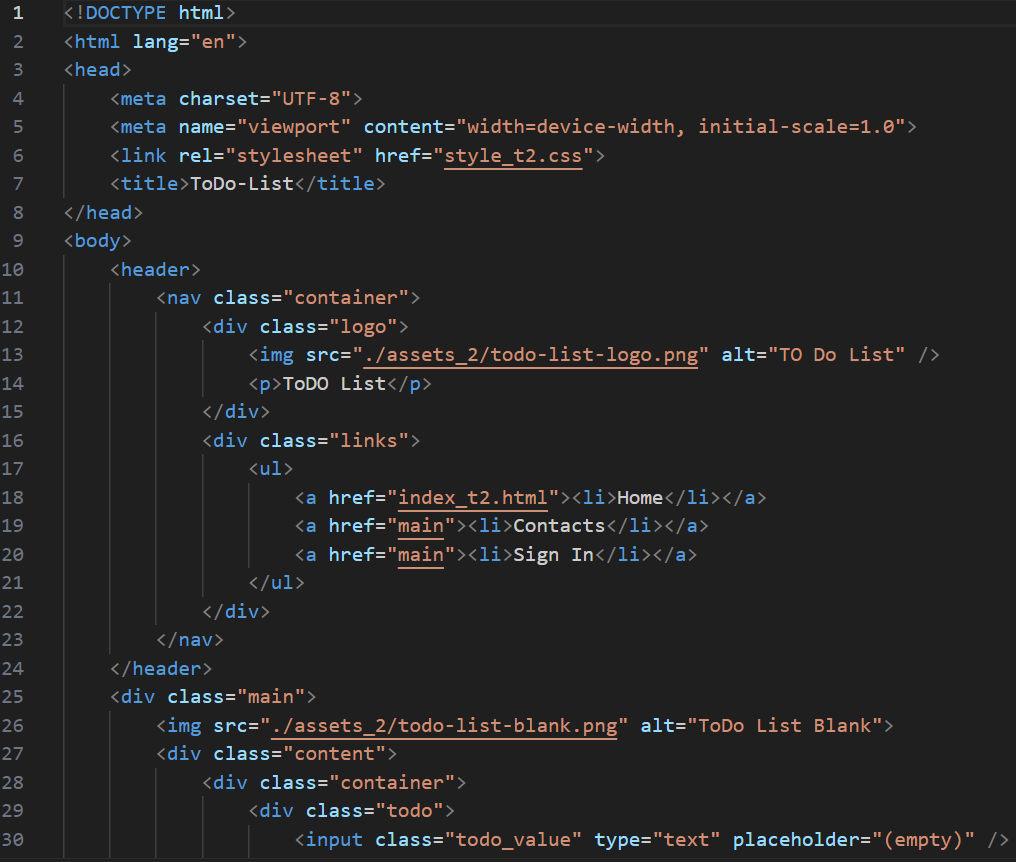 1 <!DOCTYPE html>
2 <html lang="en">
3 <head>
4     <meta charset="UTF-8">
5     <meta name="viewport" content="width=device-width, initial-scale=1.0">
6     <link rel="stylesheet" href="style_t2.css">
7     <title>ToDo-List</title>
8 </head>
9 <body>
10     <header>
11         <nav class="container">
12             <div class="logo">
13                 <img src="./assets_2/todo-list-logo.png" alt="TO Do List" />
14                 <p>ToDO List</p>
15             </div>
16             <div class="links">
17                 <ul>
18                     <a href="index_t2.html"><li>Home</li></a>
19                     <a href="main"><li>Contacts</li></a>
20                     <a href="main"><li>Sign In</li></a>
21                 </ul>
22             </div>
23         </nav>
24     </header>
25     <div class="main">
26         <img src="./assets_2/todo-list-blank.png" alt="ToDo List Blank">
27         <div class="content">
28             <div class="container">
29                 <div class="todo">
30                     <input class="todo_value" type="text" placeholder="(empty)" />